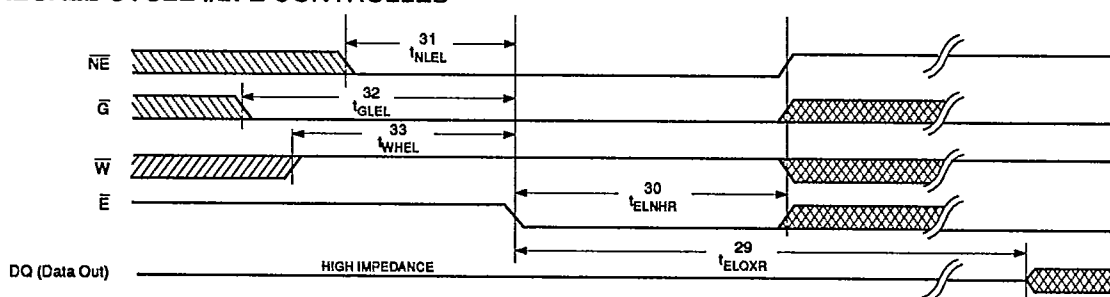 31
NE
tNLEL
32
G
tGLEL
33
tWHEL
W
30
E
tELNHR
29
tELQXR
DQ (Data Out)
HIGH IMPEDANCE